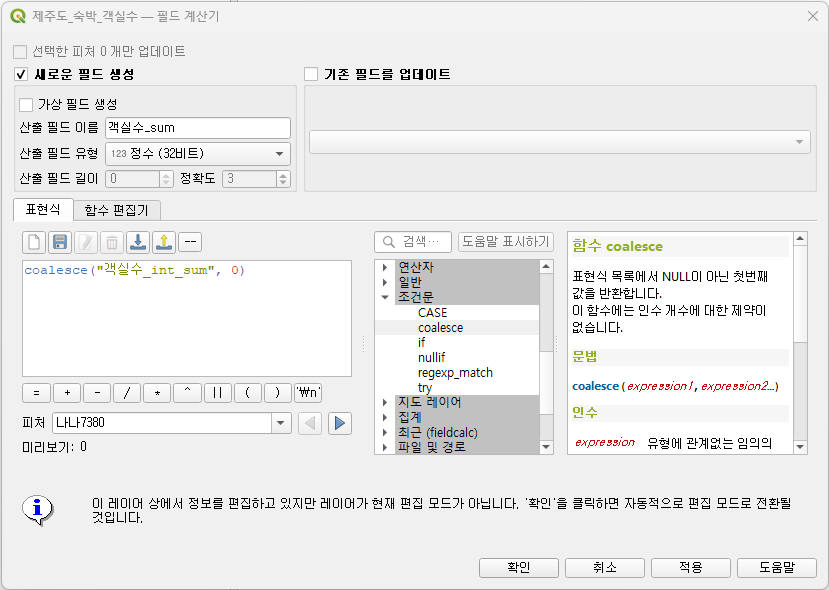 제주도_숙박_객실수 — 필드 계산기
선택한 피처 0 개만 업데이트
새로운 필드 생성
기존 필드를 업데이트
가상 필드 생성
산출 필드 이름 객실수_sum
산출 필드 유형 123 정수 (32비트)
산출 필드 길이 0 정확도 3
표현식 함수 편집기
--
coalesce("객실수_int_sum", 0)
= + - / * ^ || ( ) '\n'
피처 나나7380
미리보기: 0
검색… 도움말 표시하기
연산자
일반
조건문
CASE
coalesce
if
nullif
regexp_match
try
지도 레이어
집계
최근 (fieldcalc)
파일 및 경로
함수 coalesce
표현식 목록에서 NULL이 아닌 첫번째
값을 반환합니다.
이 함수에는 인수 개수에 대한 제약이
없습니다.
문법
coalesce(expression1, expression2…)
인수
expression 유형에 관계없는 임의의
이 레이어 상에서 정보를 편집하고 있지만 레이어가 현재 편집 모드가 아닙니다. '확인'을 클릭하면 자동적으로 편집 모드로 전환될
것입니다.
확인 취소 적용 도움말